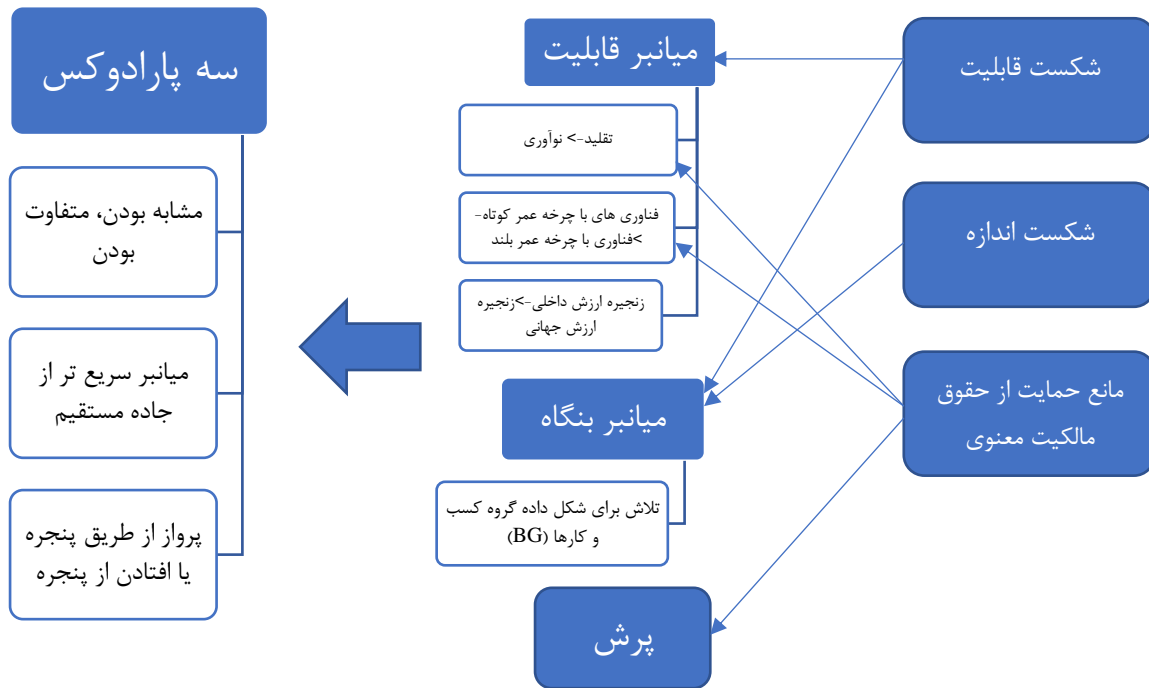 شکست قابلیت
شکست اندازه
مانع حمایت از حقوق
مالکیت معنوی
میانبر قابلیت
تقلید-> نوآوری
فناوری های با چرخه عمر کوتاه-
>فناوری با چرخه عمر بلند
زنجیره ارزش داخلی->زنجیره
ارزش جهانی
میانبر بنگاه
تلاش برای شکل داده گروه کسب
و کارها (BG)
پرش
سه پارادوکس
مشابه بودن، متفاوت
بودن
میانبر سریع تر از
جاده مستقیم
پرواز از طریق پنجره
یا افتادن از پنجره